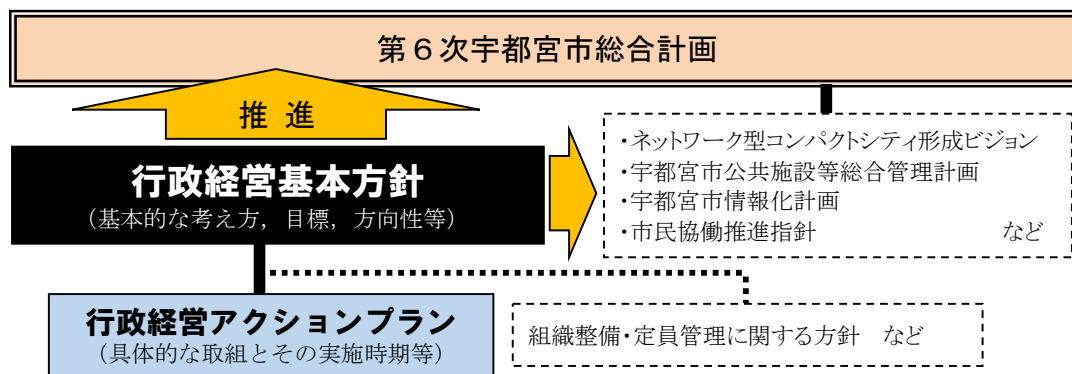 第６次宇都宮市総合計画
推 進
行政経営基本方針
（基本的な考え方，目標，方向性等）
・ネットワーク型コンパクトシティ形成ビジョン
・宇都宮市公共施設等総合管理計画
・宇都宮市情報化計画
・市民協働推進指針　　　　　　　　など
行政経営アクションプラン
（具体的な取組とその実施時期等）
組織整備・定員管理に関する方針　など